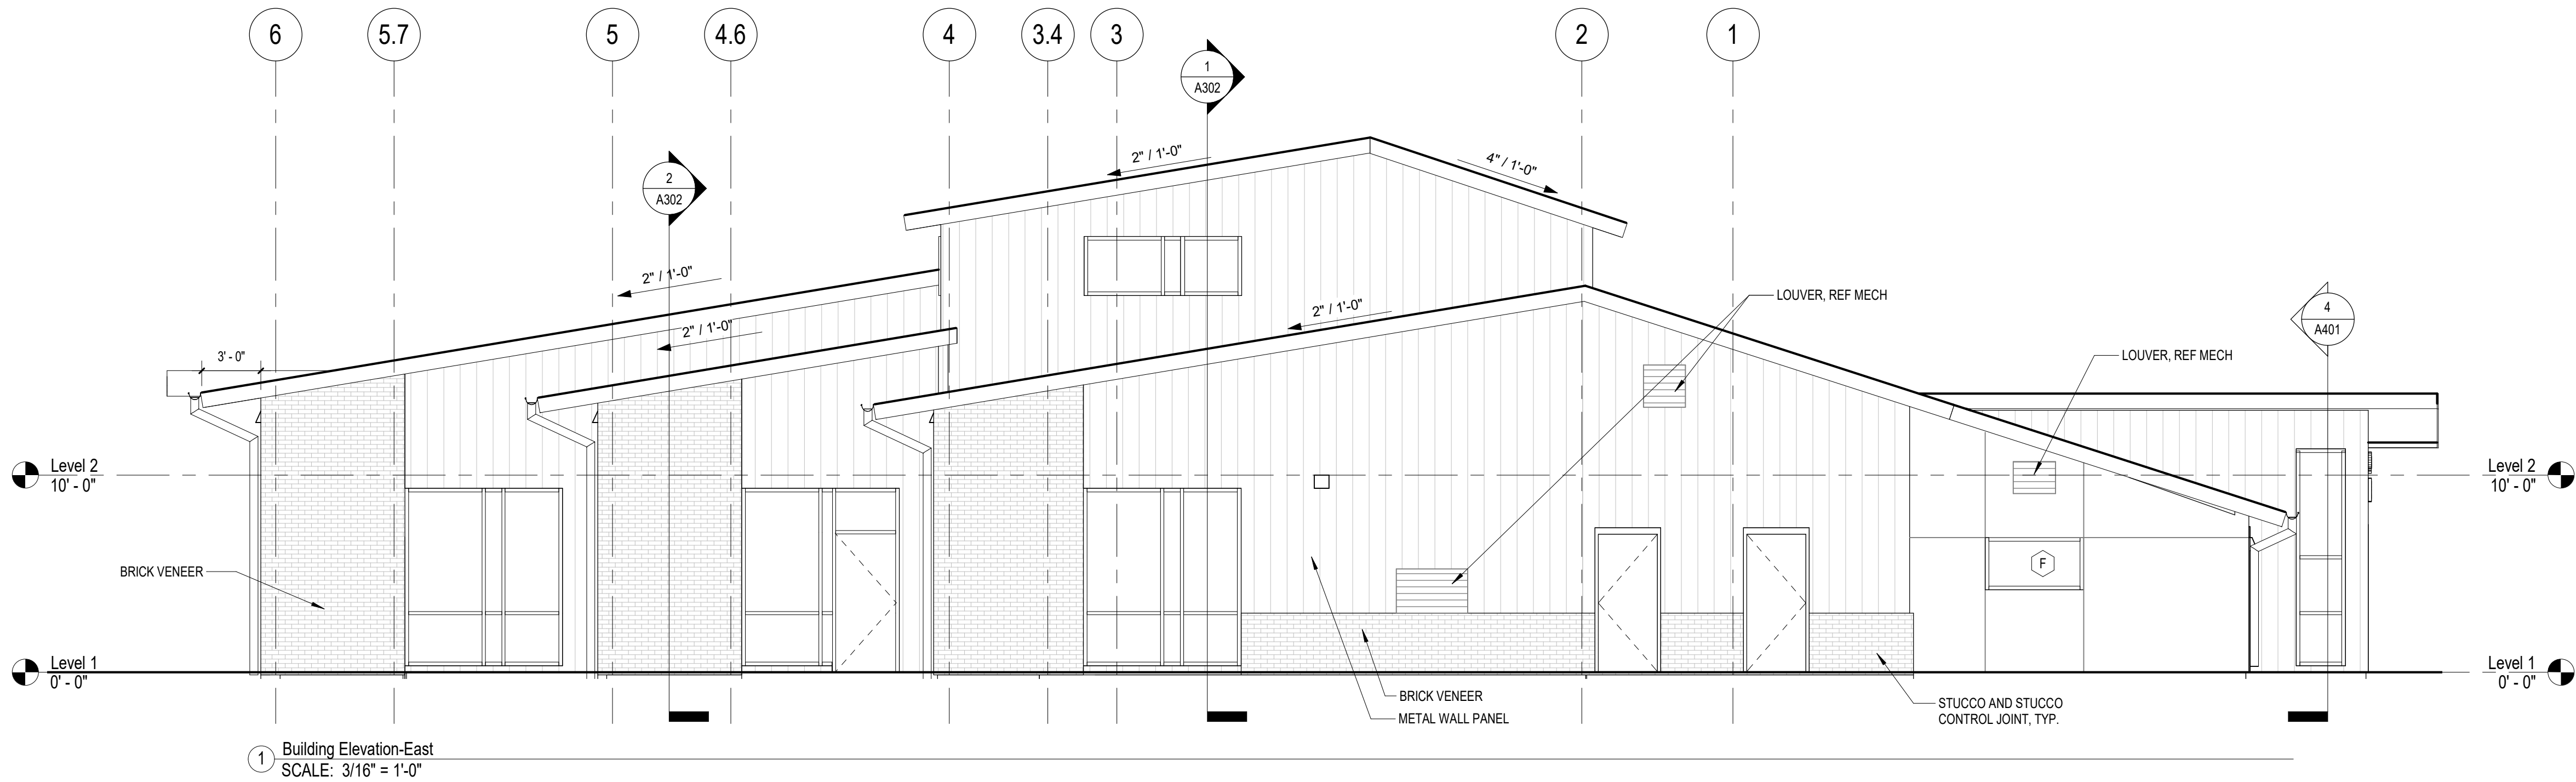 6
5.7
5
4.6
4
3.4
3
2
1
1
A302
2
A302
2" / 1'-0"
4" / 1'-0"
2" / 1'-0"
2" / 1'-0"
2" / 1'-0"
LOUVER, REF MECH
4
A401
LOUVER, REF MECH
3' - 0"
Level 2
10' - 0"
Level 2
10' - 0"
BRICK VENEER
F
Level 1
0' - 0"
Level 1
0' - 0"
BRICK VENEER
METAL WALL PANEL
STUCCO AND STUCCO
CONTROL JOINT, TYP.
1
Building Elevation-East
SCALE: 3/16" = 1'-0"